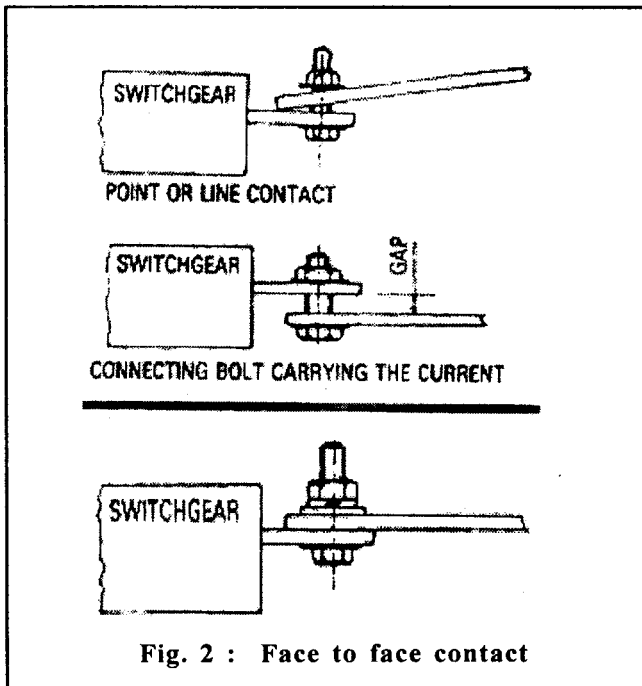 SWITCHGEAR
POINT OR LINE CONTACT
SWITCHGEAR
GAP
CONNECTING BOLT CARRYING THE CURRENT
SWITCHGEAR
Fig. 2 : Face to face contact